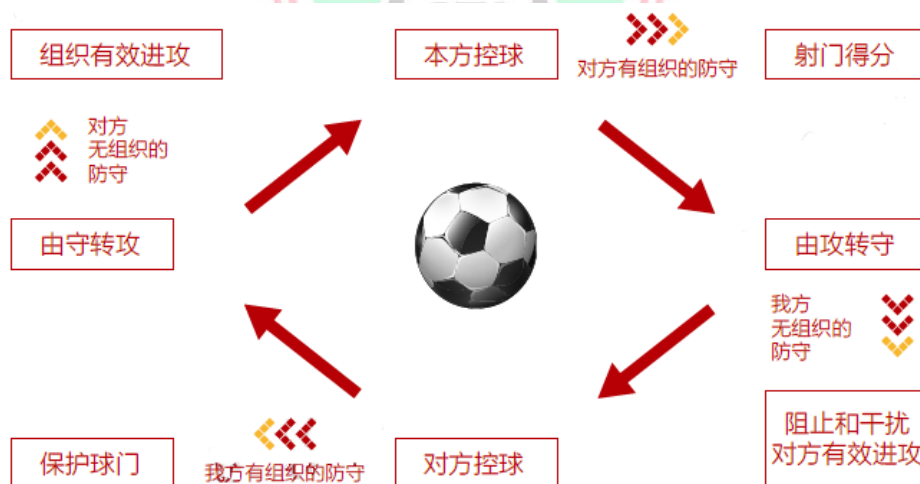 组织有效进攻
本方控球
对方有组织的防守
射门得分
对方
无组织的
防守
由守转攻
由攻转守
我方
无组织的
防守
阻止和干扰
对方有效进攻
保护球门
我方有组织的防守
对方控球